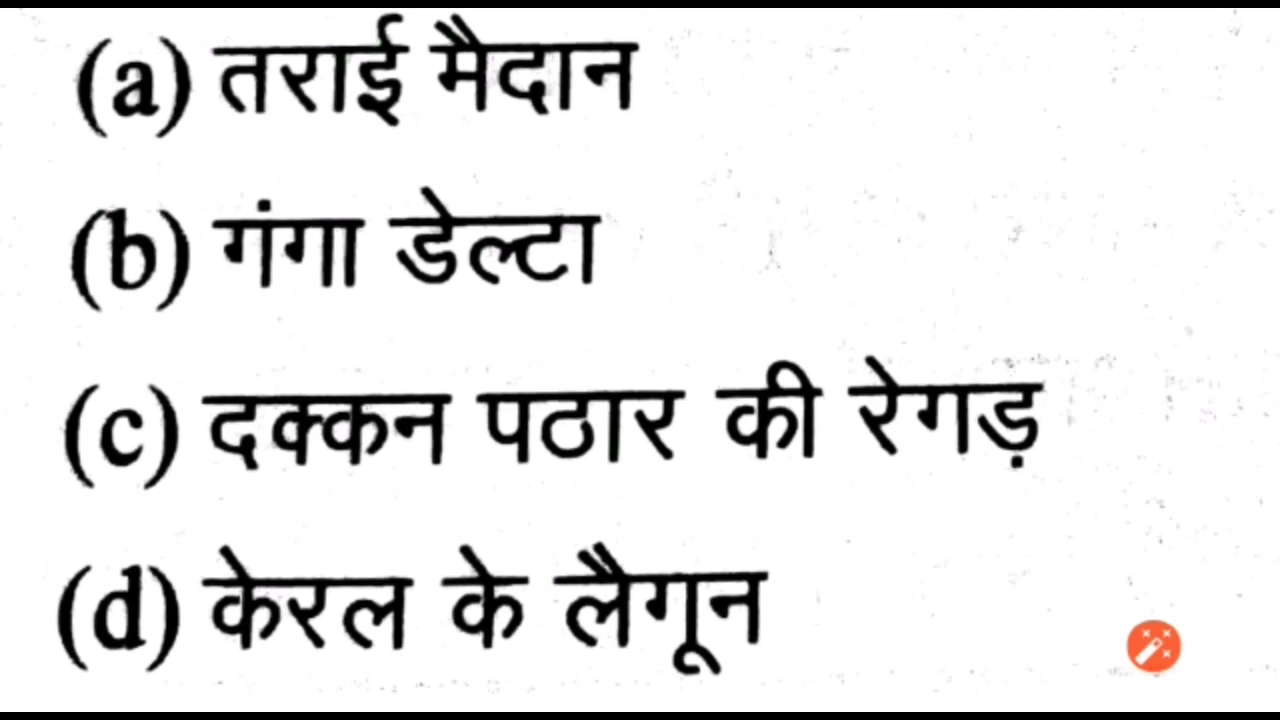 (a) तराई मैदान
(b) गंगा डेल्टा
(c) दक्कन पठार की रेगड़
(d) केरल के लैगून